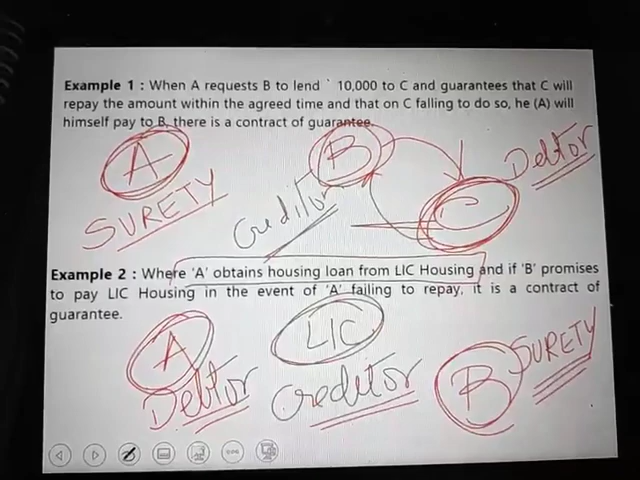 Example 1 : When A requests B to lend ` 10,000 to C and guarantees that C will
repay the amount within the agreed time and that on C falling to do so, he (A) will
himself pay to B, there is a contract of guarantee.
A
B
Debtor
SURETY
Creditor
C
Example 2 : Where 'A' obtains housing loan from LIC Housing and if 'B' promises
to pay LIC Housing in the event of 'A' failing to repay, it is a contract of
guarantee.
A
LIC
B
SURETY
Debtor
Creditor